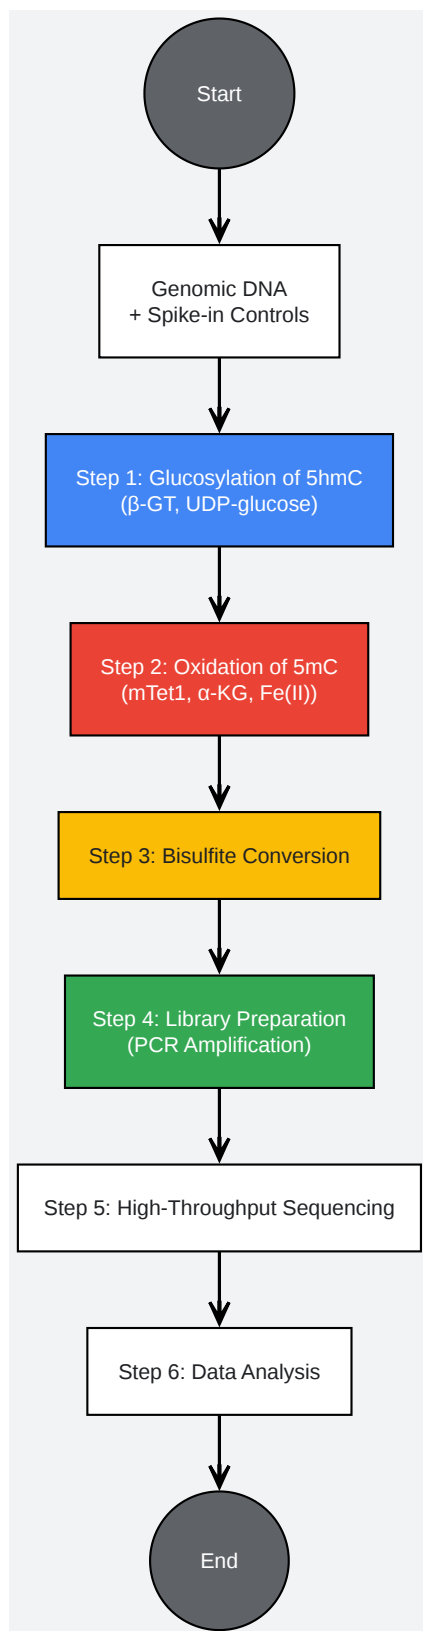 Start
Genomic DNA
+ Spike-in Controls
Step 1: Glucosylation of 5hmC
(β-GT, UDP-glucose)
Step 2: Oxidation of 5mC
(mTet1, α-KG, Fe(II))
Step 3: Bisulfite Conversion
Step 4: Library Preparation
(PCR Amplification)
Step 5: High-Throughput Sequencing
Step 6: Data Analysis
End